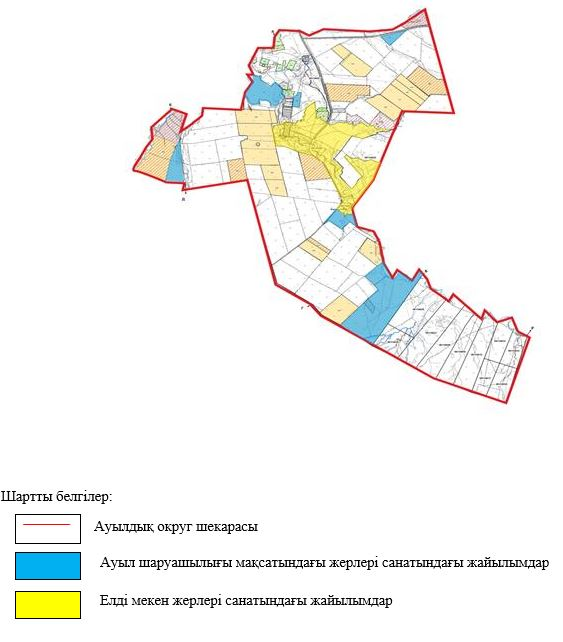 Шартты белгілер:
Ауылдық округ шекарасы
Ауыл шаруашылығы мақсатындағы жерлері санатындағы жайылымдар
Елді мекен жерлері санатындағы жайылымдар